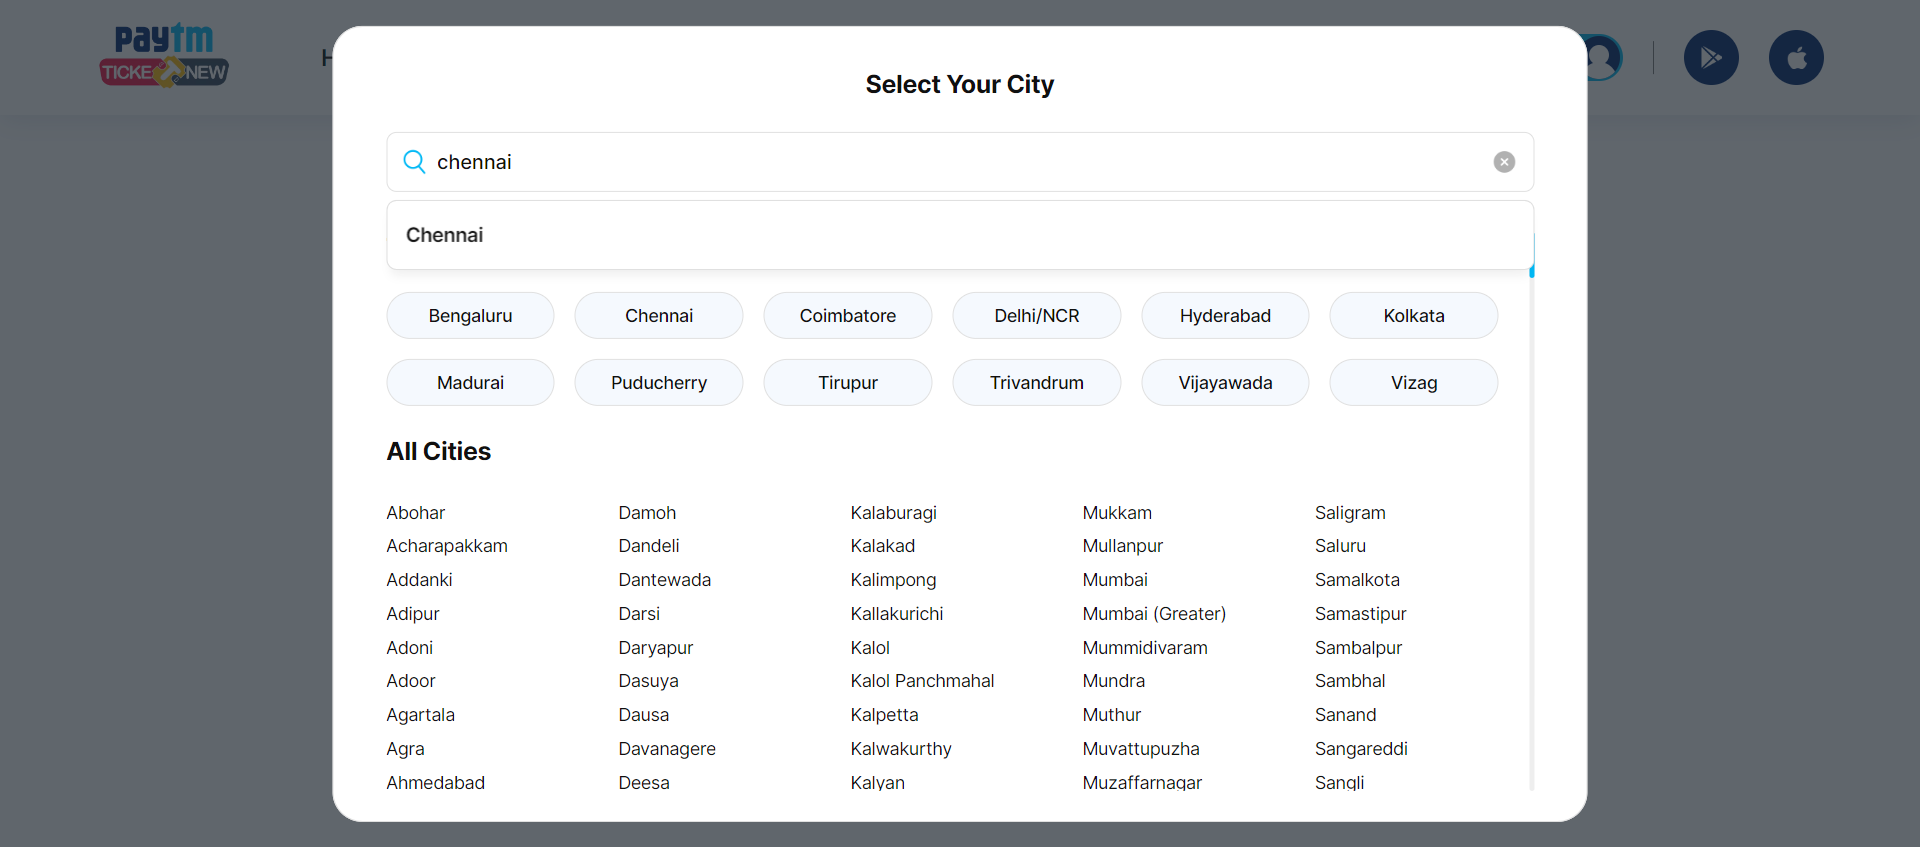 paytm
TICKETNEW
H
Select Your City
chennai
Chennai
Bengaluru Chennai Coimbatore Delhi/NCR Hyderabad Kolkata
Madurai Puducherry Tirupur Trivandrum Vijayawada Vizag
All Cities
Abohar Damoh Kalaburagi Mukkam Saligram
Acharapakkam Dandeli Kalakad Mullanpur Saluru
Addanki Dantewada Kalimpong Mumbai Samalkota
Adipur Darsi Kallakurichi Mumbai (Greater) Samastipur
Adoni Daryapur Kalol Mummidivaram Sambalpur
Adoor Dasuya Kalol Panchmahal Mundra Sambhal
Agartala Dausa Kalpetta Muthur Sanand
Agra Davanagere Kalwakurthy Muvattupuzha Sangareddi
Ahmedabad Deesa Kalyan Muzaffarnagar Sangli